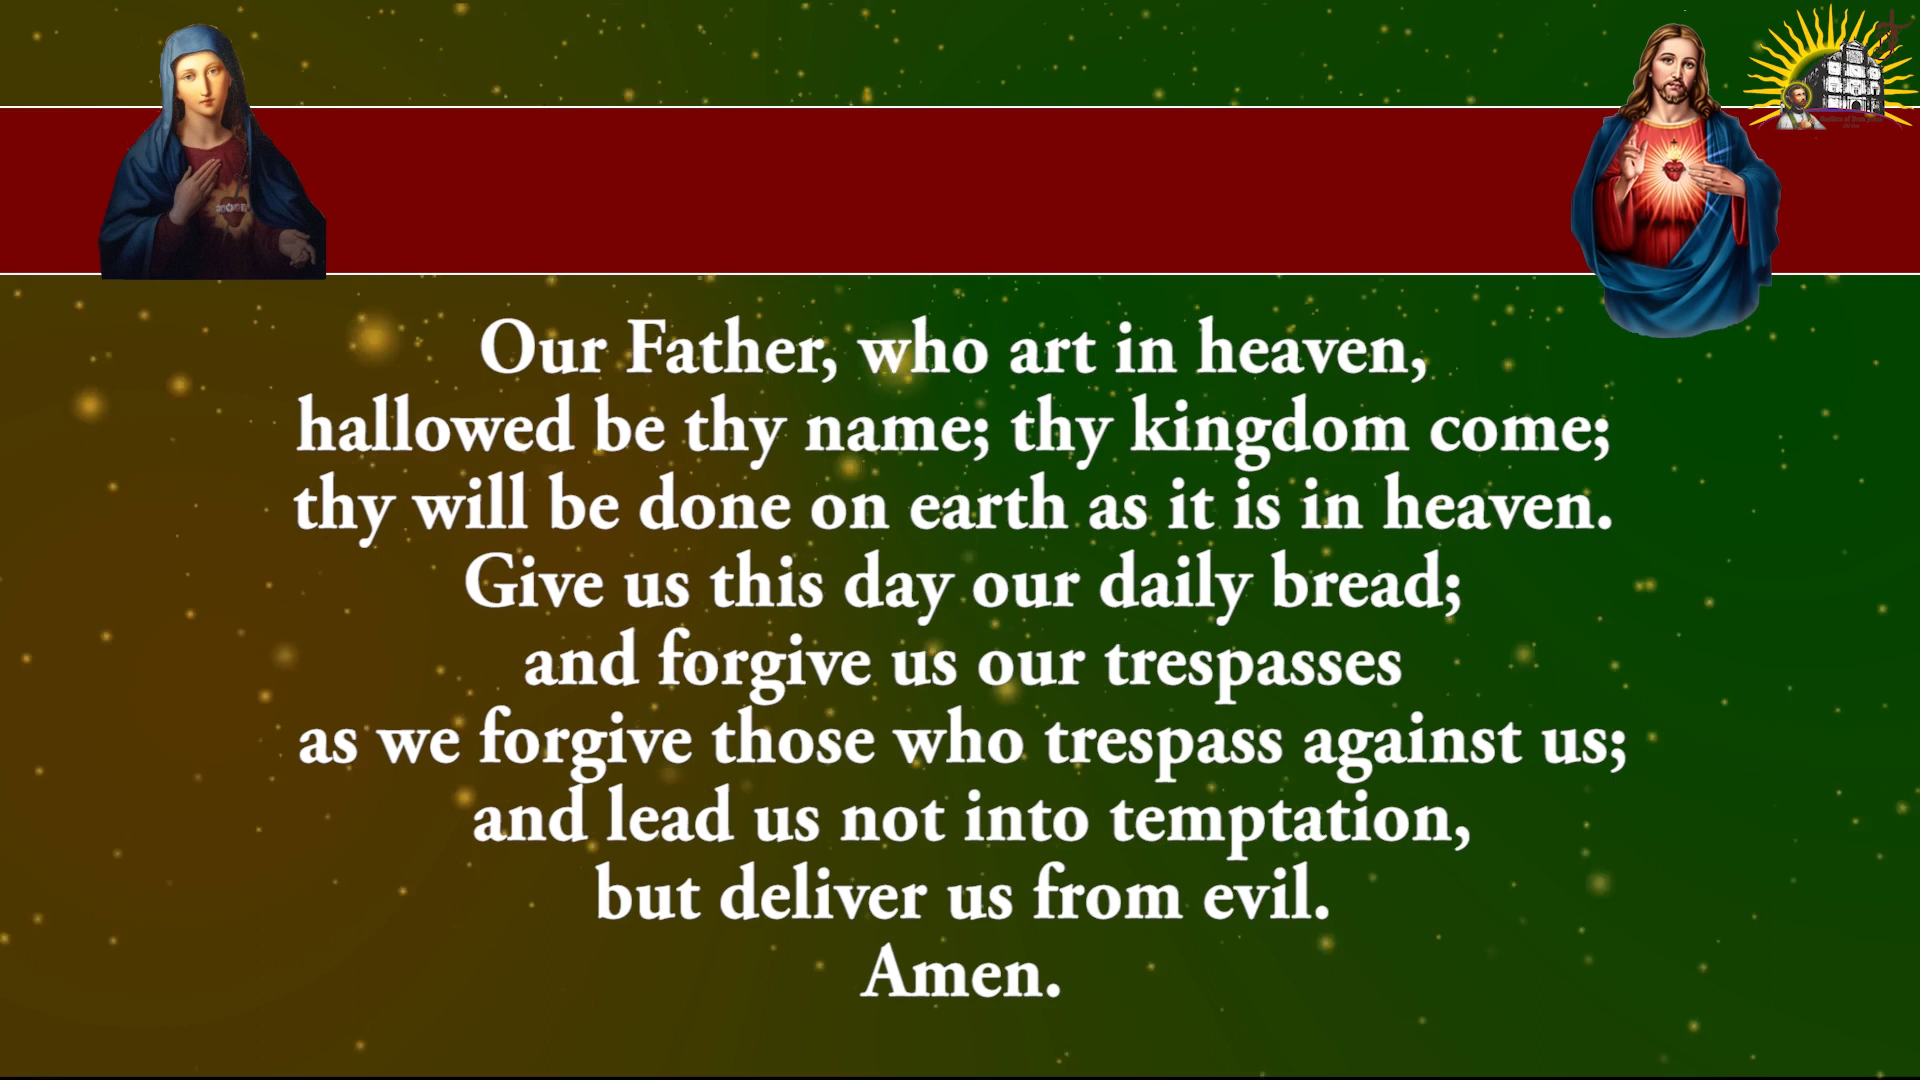 Our Father, who art in heaven,
hallowed be thy name; thy kingdom come;
thy will be done on earth as it is in heaven.
Give us this day our daily bread;
and forgive us our trespasses
as we forgive those who trespass against us;
and lead us not into temptation,
but deliver us from evil.
Amen.